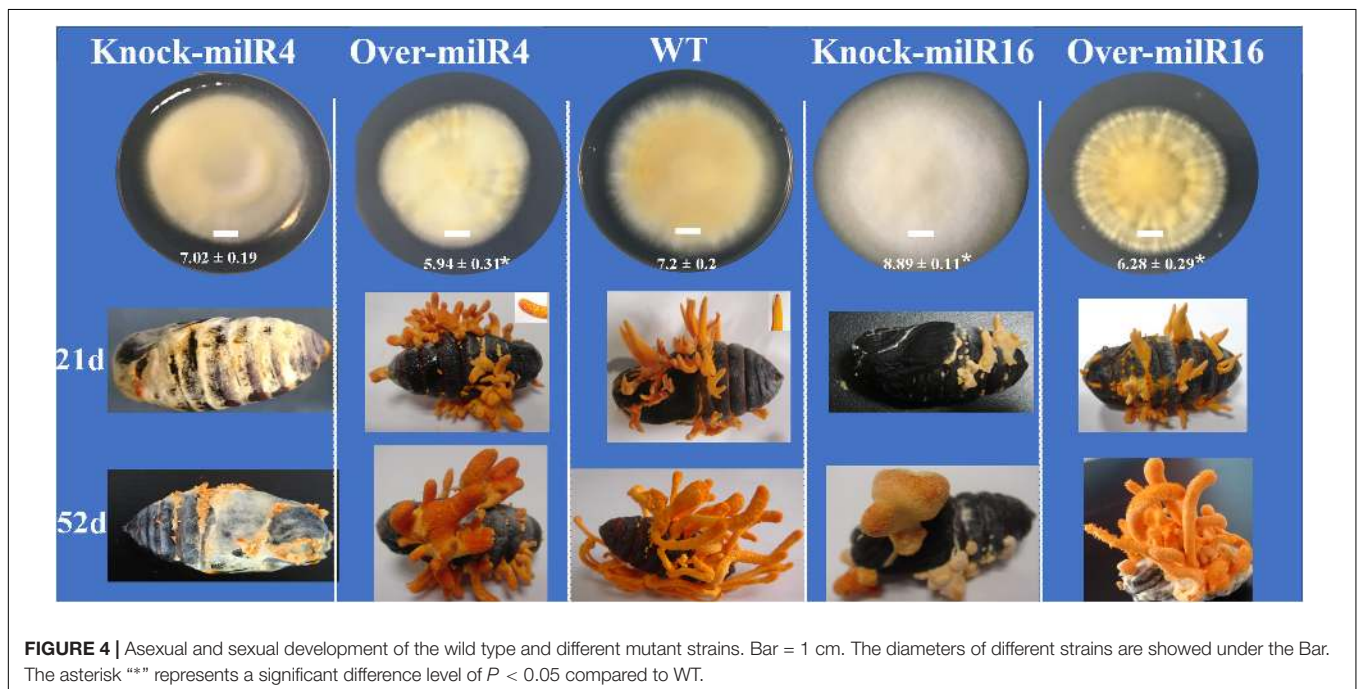 Knock-milR4 Over-milR4 WT Knock-milR16 Over-milR16
7.02 ± 0.19 5.94 ± 0.31* 7.2 ± 0.2 8.89 ± 0.11* 6.28 ± 0.29*
21d
52d
FIGURE 4 | Asexual and sexual development of the wild type and different mutant strains. Bar = 1 cm. The diameters of different strains are showed under the Bar.
The asterisk “*” represents a significant difference level of P < 0.05 compared to WT.